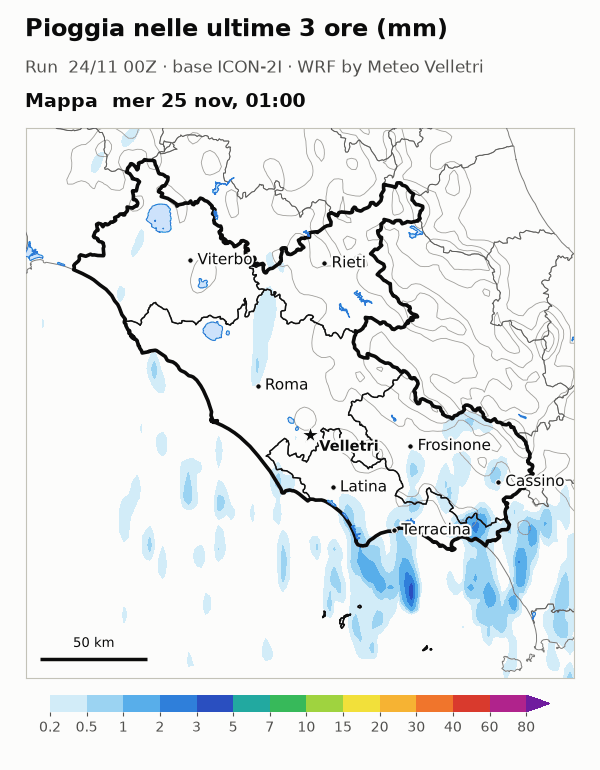 Pioggia nelle ultime 3 ore (mm)
Run  24/11 00Z · base ICON-2I · WRF by Meteo Velletri
Mappa  mer 25 nov, 01:00
Viterbo
Rieti
Roma
Velletri
Frosinone
Latina
Cassino
Terracina
50 km
0.2 0.5 1 2 3 5 7 10 15 20 30 40 60 80